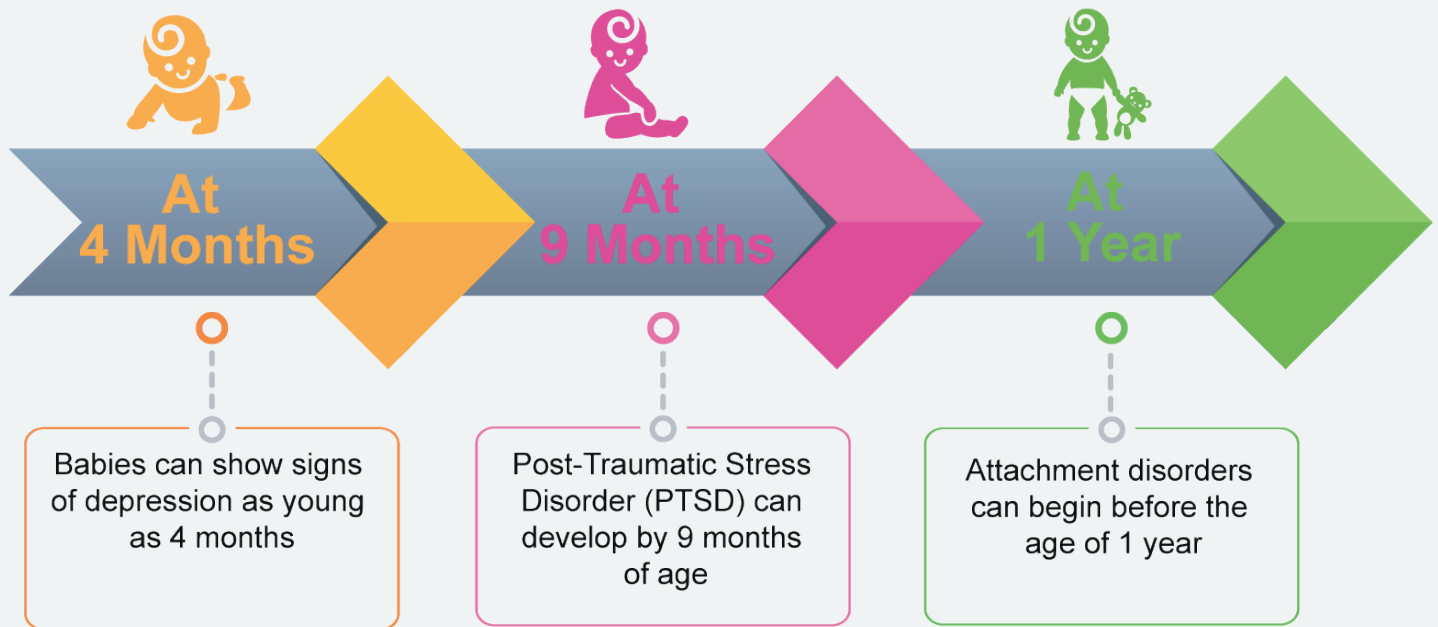 At
4 Months
At
9 Months
At
1 Year
Babies can show signs
of depression as young
as 4 months
Post-Traumatic Stress
Disorder (PTSD) can
develop by 9 months
of age
Attachment disorders
can begin before the
age of 1 year